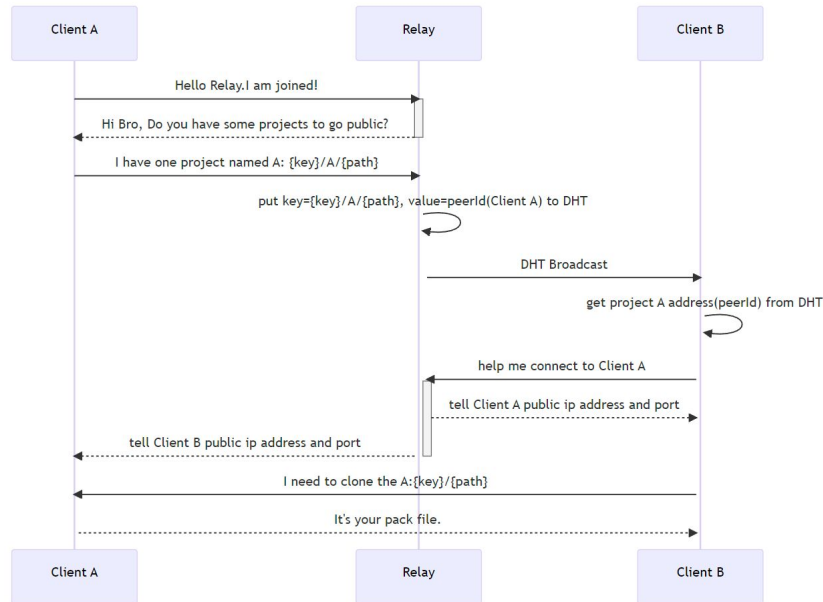 Client A
Relay
Client B
Hello Relay.I am joined!
Hi Bro, Do you have some projects to go public?
I have one project named A: {key}/A/{path}
put key={key}/A/{path}, value=peerId(Client A) to DHT
DHT Broadcast
get project A address(peerId) from DHT
help me connect to Client A
tell Client A public ip address and port
tell Client B public ip address and port
I need to clone the A:{key}/{path}
It's your pack file.
Client A
Relay
Client B